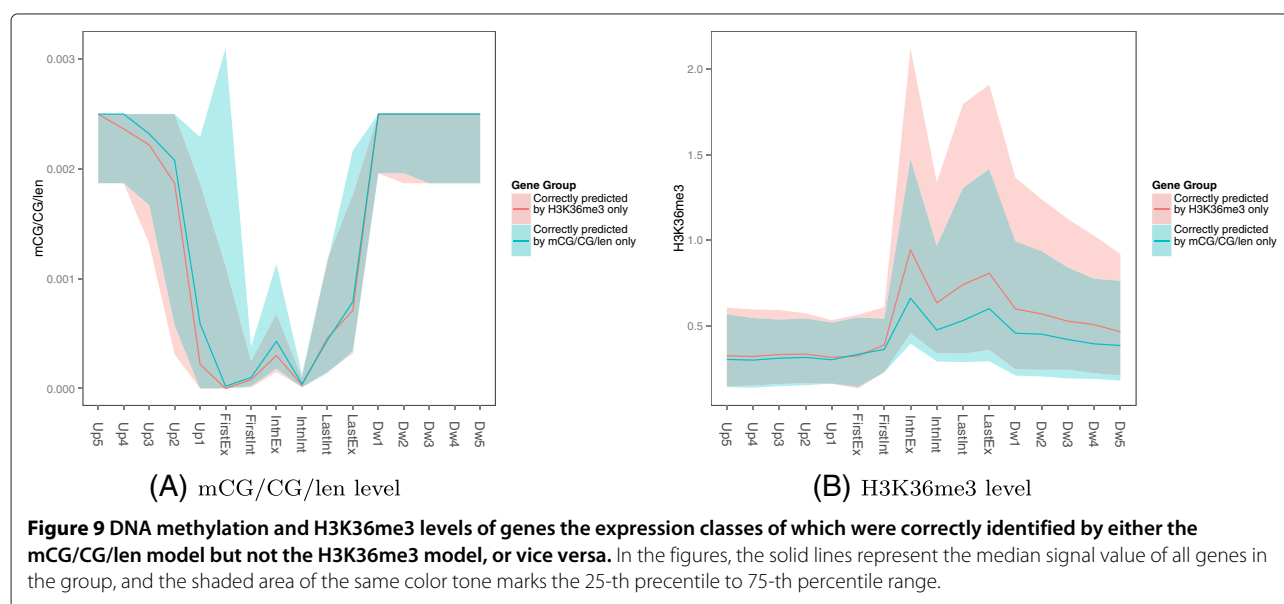 0.003
0.002
0.001
0.000
mCG/CG/len
Up5
Up4
Up3
Up2
Up1
FirstEx
FirstInt
IntnEx
IntnInt
LastInt
LastEx
Dw1
Dw2
Dw3
Dw4
Dw5
Gene Group
Correctly predicted
by H3K36me3 only
Correctly predicted
by mCG/CG/len only
(A) mCG/CG/len level
2.0
1.5
1.0
0.5
H3K36me3
Up5
Up4
Up3
Up2
Up1
FirstEx
FirstInt
IntnEx
IntnInt
LastInt
LastEx
Dw1
Dw2
Dw3
Dw4
Dw5
Gene Group
Correctly predicted
by H3K36me3 only
Correctly predicted
by mCG/CG/len only
(B) H3K36me3 level
Figure 9 DNA methylation and H3K36me3 levels of genes the expression classes of which were correctly identified by either the
mCG/CG/len model but not the H3K36me3 model, or vice versa. In the figures, the solid lines represent the median signal value of all genes in
the group, and the shaded area of the same color tone marks the 25-th precentile to 75-th percentile range.